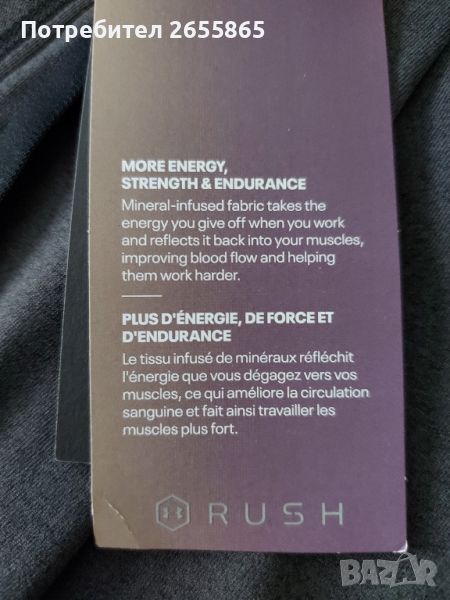 Потребител 2655865
MORE ENERGY,
STRENGTH & ENDURANCE
Mineral-infused fabric takes the
energy you give off when you work
and reflects it back into your muscles,
improving blood flow and helping
them work harder.
PLUS D'ÉNERGIE, DE FORCE ET
D'ENDURANCE
Le tissu infusé de minéraux réfléchit
l'énergie que vous dégagez vers vos
muscles, ce qui améliore la circulation
sanguine et fait ainsi travailler les
muscles plus fort.
RUSH
BAZAR